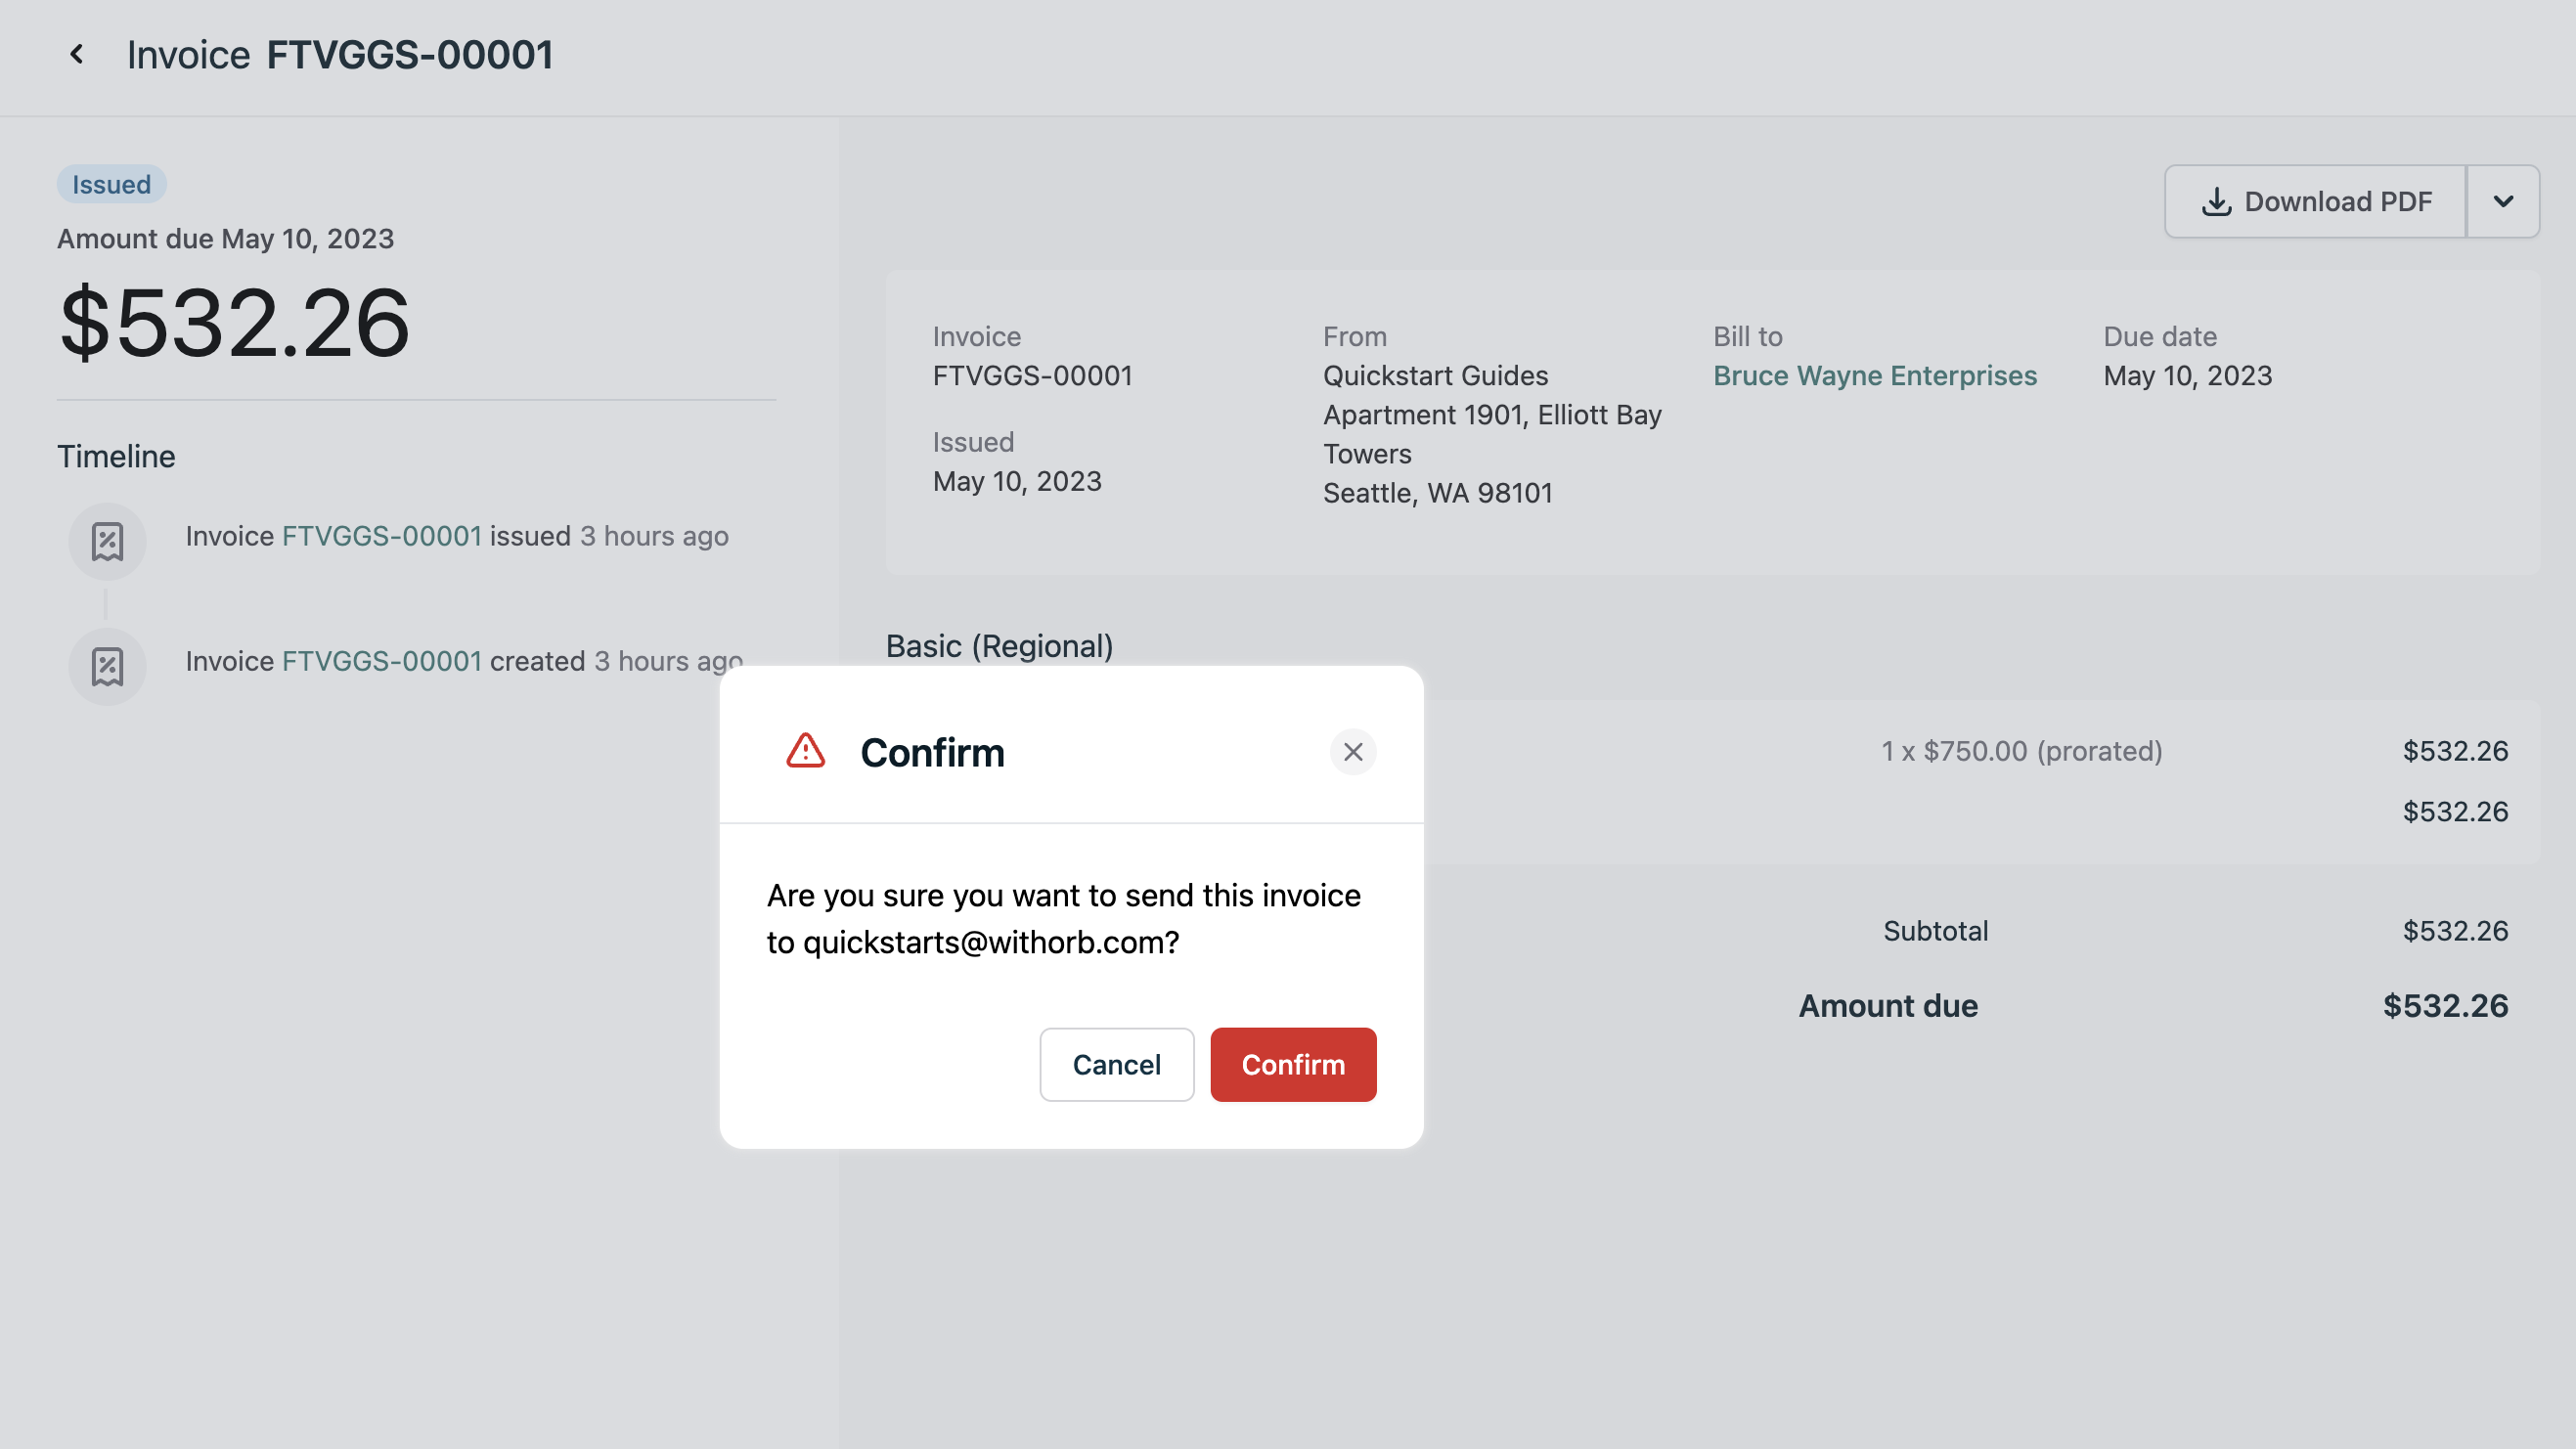 Invoice FTVGGS-00001
Issued
Amount due May 10, 2023
$532.26
Timeline
Invoice FTVGGS-00001 issued 3 hours ago
Invoice FTVGGS-00001 created 3 hours ago
Download PDF
Invoice
FTVGGS-00001
Issued
May 10, 2023
From
Quickstart Guides
Apartment 1901, Elliott Bay
Towers
Seattle, WA 98101
Bill to
Bruce Wayne Enterprises
Due date
May 10, 2023
Basic (Regional)
1 x $750.00 (prorated) $532.26
$532.26
Subtotal $532.26
Amount due $532.26
Confirm
Are you sure you want to send this invoice
to quickstarts@withorb.com?
Cancel
Confirm